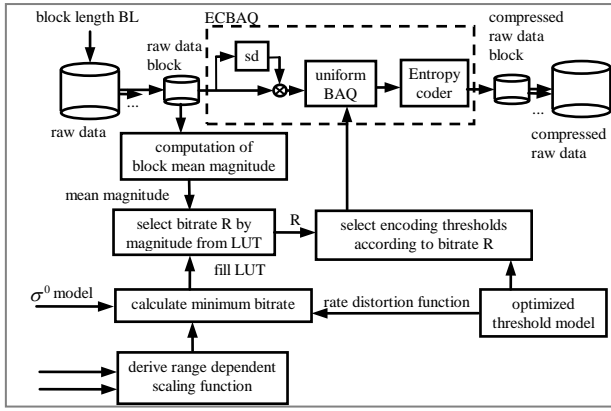 block length BL
raw data
...
raw data
block
ECBAQ
sd
uniform
BAQ
Entropy
coder
compressed
raw data
block
...
compressed
raw data
computation of
block mean magnitude
mean magnitude
select bitrate R by
magnitude from LUT
R
select encoding thresholds
according to bitrate R
fill LUT
σ⁰ model
calculate minimum bitrate
rate distortion function
optimized
threshold model
derive range dependent
scaling function